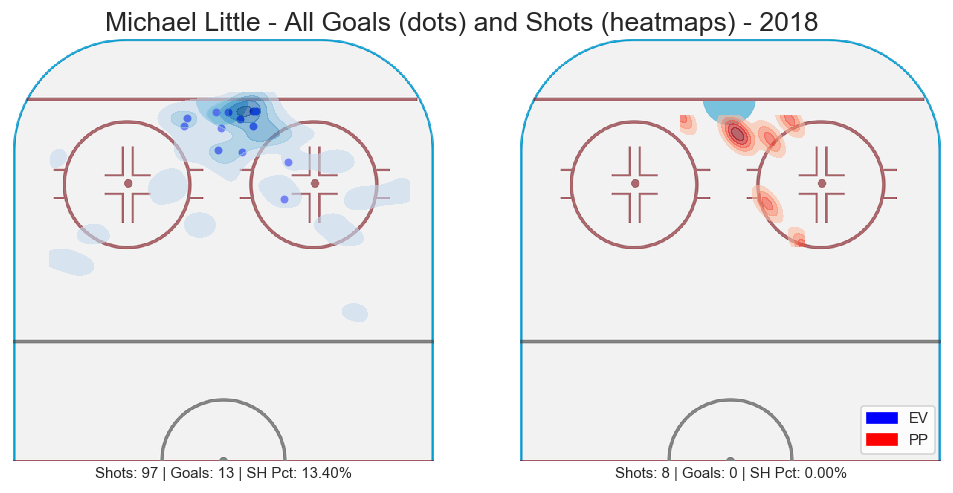 Michael Little - All Goals (dots) and Shots (heatmaps) - 2018
EV
PP
Shots: 97 | Goals: 13 | SH Pct: 13.40%
Shots: 8 | Goals: 0 | SH Pct: 0.00%